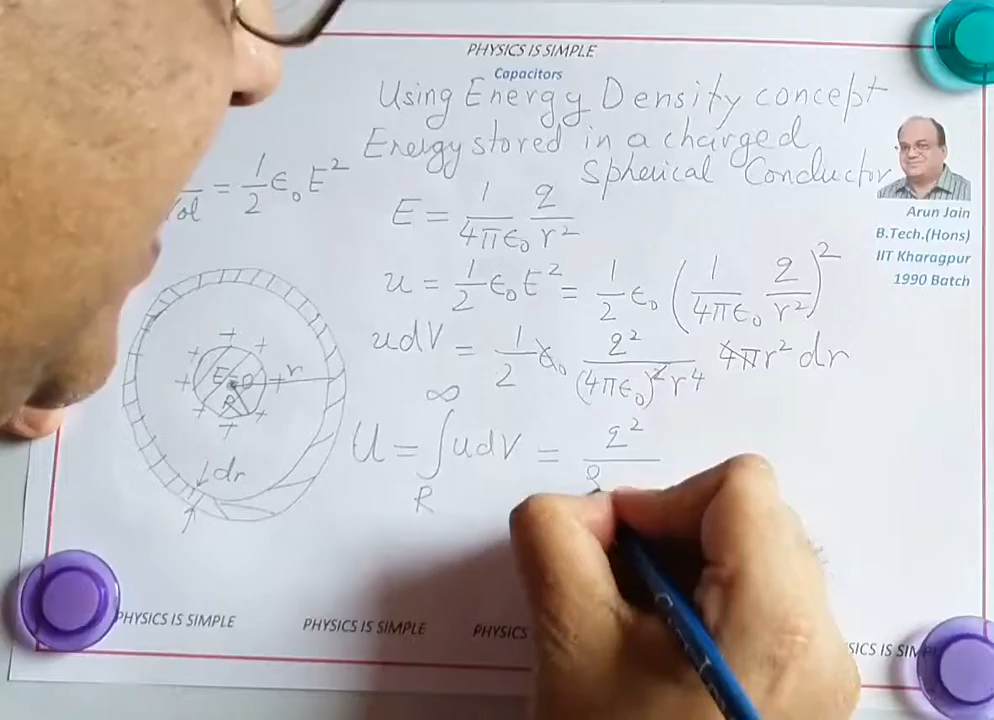 PHYSICS IS SIMPLE
Capacitors
Using Energy Density concept
Energy stored in a charged
Spherical Conductor
Arun Jain
B.Tech.(Hons)
IIT Kharagpur
1990 Batch
Vol = 1/2 ϵ₀E²
E = 1/4πϵ₀ q/r²
u = 1/2 ϵ₀E² = 1/2 ϵ₀ (1/4πϵ₀ q/r²)²
udV = 1/2 ϵ₀ q²/(4πϵ₀)²r⁴ 4πr² dr
U = ∫_R^∞ udV = q²/8
+ + + + + + + +
E=0
r
R
dr
PHYSICS IS SIMPLE PHYSICS IS SIMPLE PHYSICS